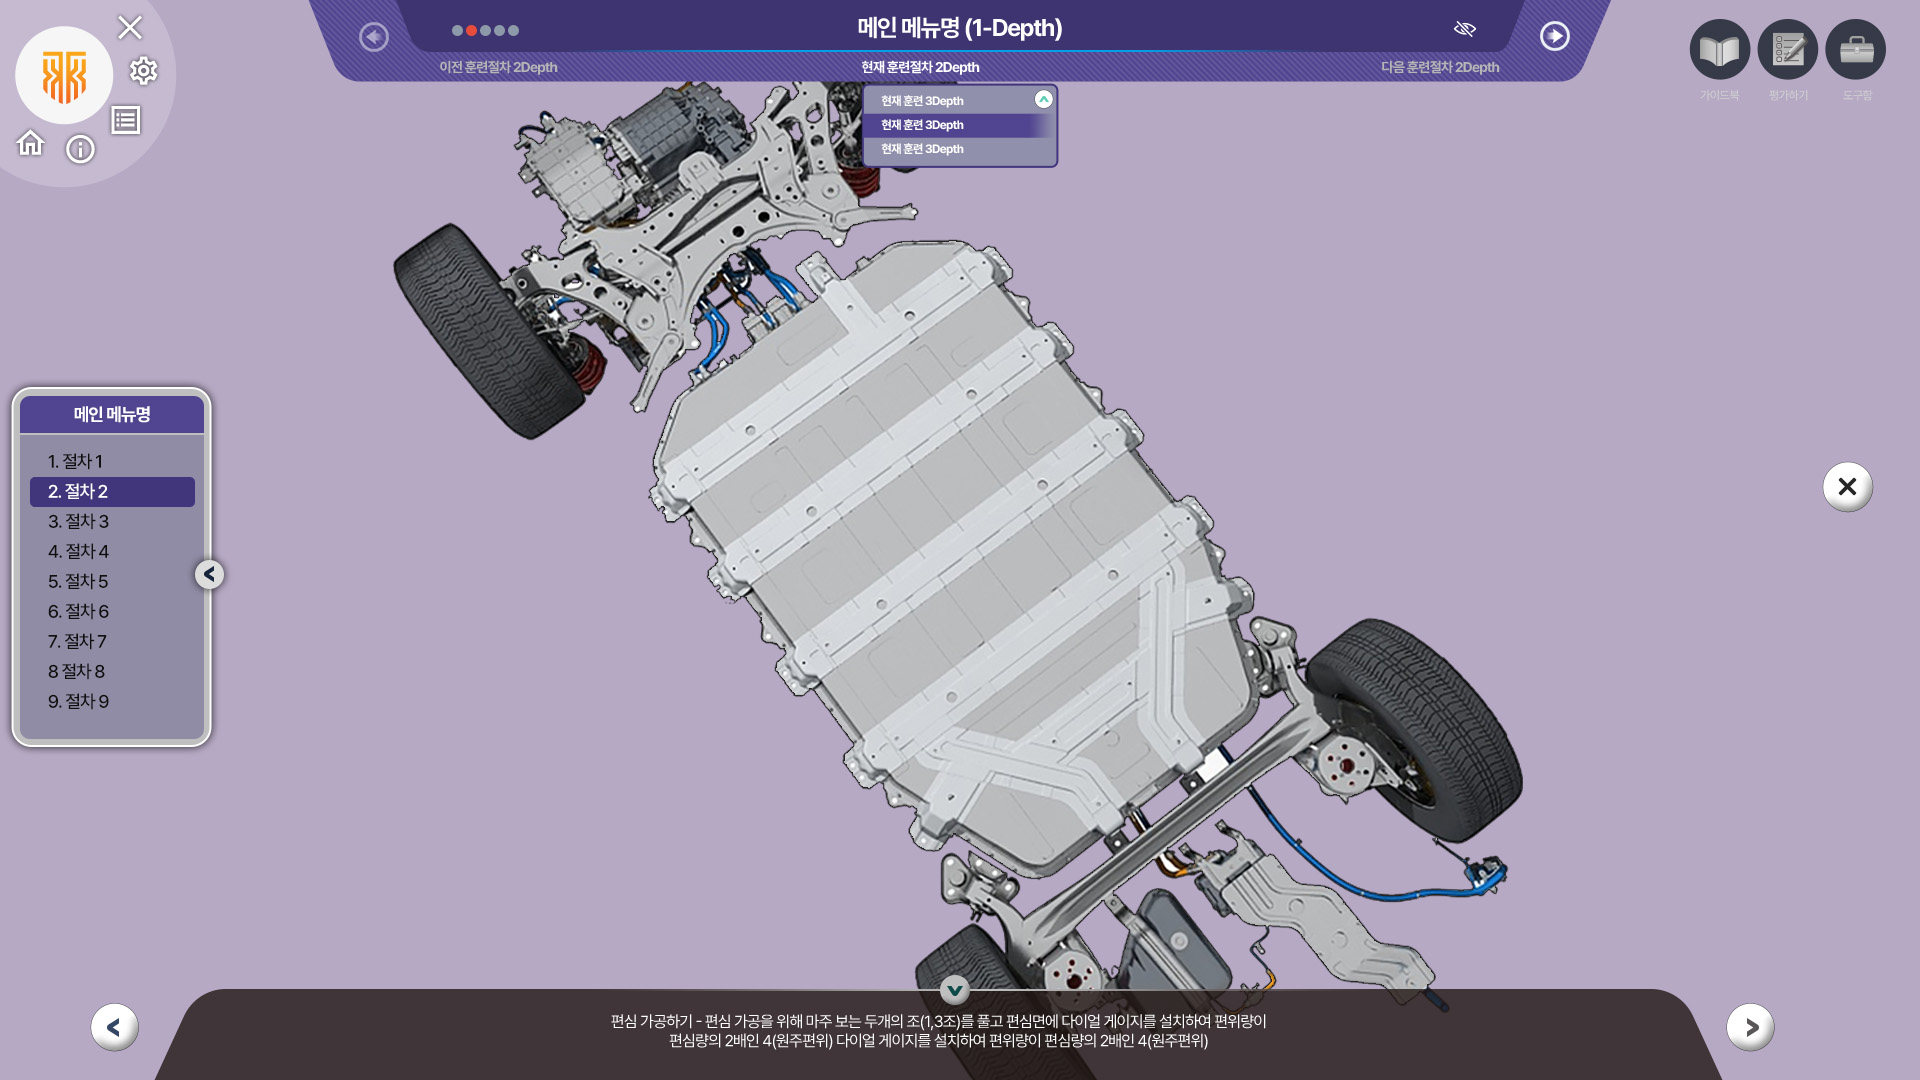 메인 메뉴명 (1-Depth)
이전 훈련절차 2Depth
현재 훈련절차 2Depth
다음 훈련절차 2Depth
가이드북
평가하기
도구함
현재 훈련 3Depth
현재 훈련 3Depth
현재 훈련 3Depth
메인 메뉴명
1. 절차 1
2. 절차 2
3. 절차 3
4. 절차 4
5. 절차 5
6. 절차 6
7. 절차 7
8 절차 8
9. 절차 9
편심 가공하기 - 편심 가공을 위해 마주 보는 두개의 조(1,3조)를 풀고 편심면에 다이얼 게이지를 설치하여 편위량이
편심량의 2배인 4(원주편위) 다이얼 게이지를 설치하여 편위량이 편심량의 2배인 4(원주편위)